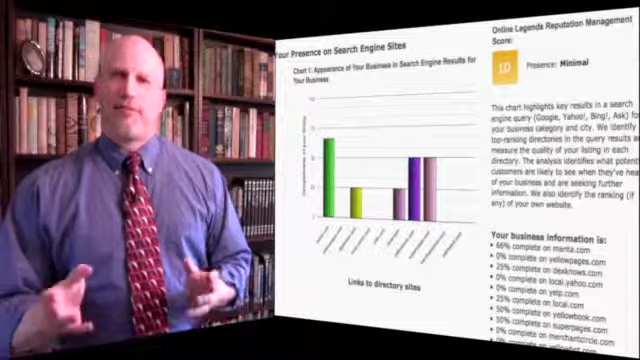 Your Presence on Search Engine Sites
Chart 1: Appearance of Your Business in Search Engine Results for
Your Business
Links to directory sites
Online Legends Reputation Management
Score:
10
Presence: Minimal
This chart highlights key results in a search
engine query (Google, Yahoo!, Bing!, Ask) fo
your business category and city. We identify
top-ranking directories in the query results a
measure the quality of your listing in each
directory. The analysis identifies what poten
customers are likely to see when they've hea
of your business and are seeking further
information. We also identify the ranking (if
any) of your own website.
Your business information is:
• 66% complete on manta.com
• 0% complete on yellowpages.com
• 25% complete on dexknows.com
• 0% complete on local.yahoo.com
• 0% complete on yelp.com
• 25% complete on local.com
• 50% complete on yellowbook.com
• 50% complete on superpages.com
• 0% complete on merchantcircle.com